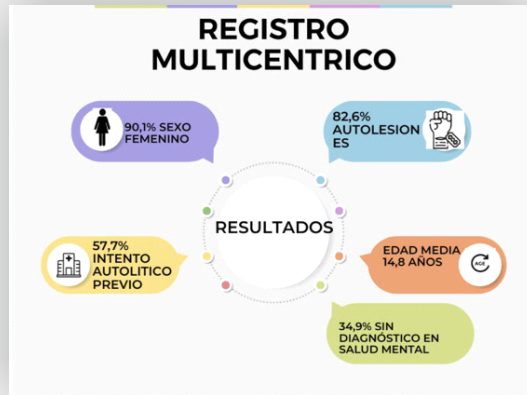 REGISTRO
MULTICENTRICO
90,1% SEXO
FEMENINO
82,6%
AUTOLESION
ES
RESULTADOS
57,7%
INTENTO
AUTOLITICO
PREVIO
EDAD MEDIA
14,8 AÑOS
AGE
34,9% SIN
DIAGNÓSTICO EN
SALUD MENTAL